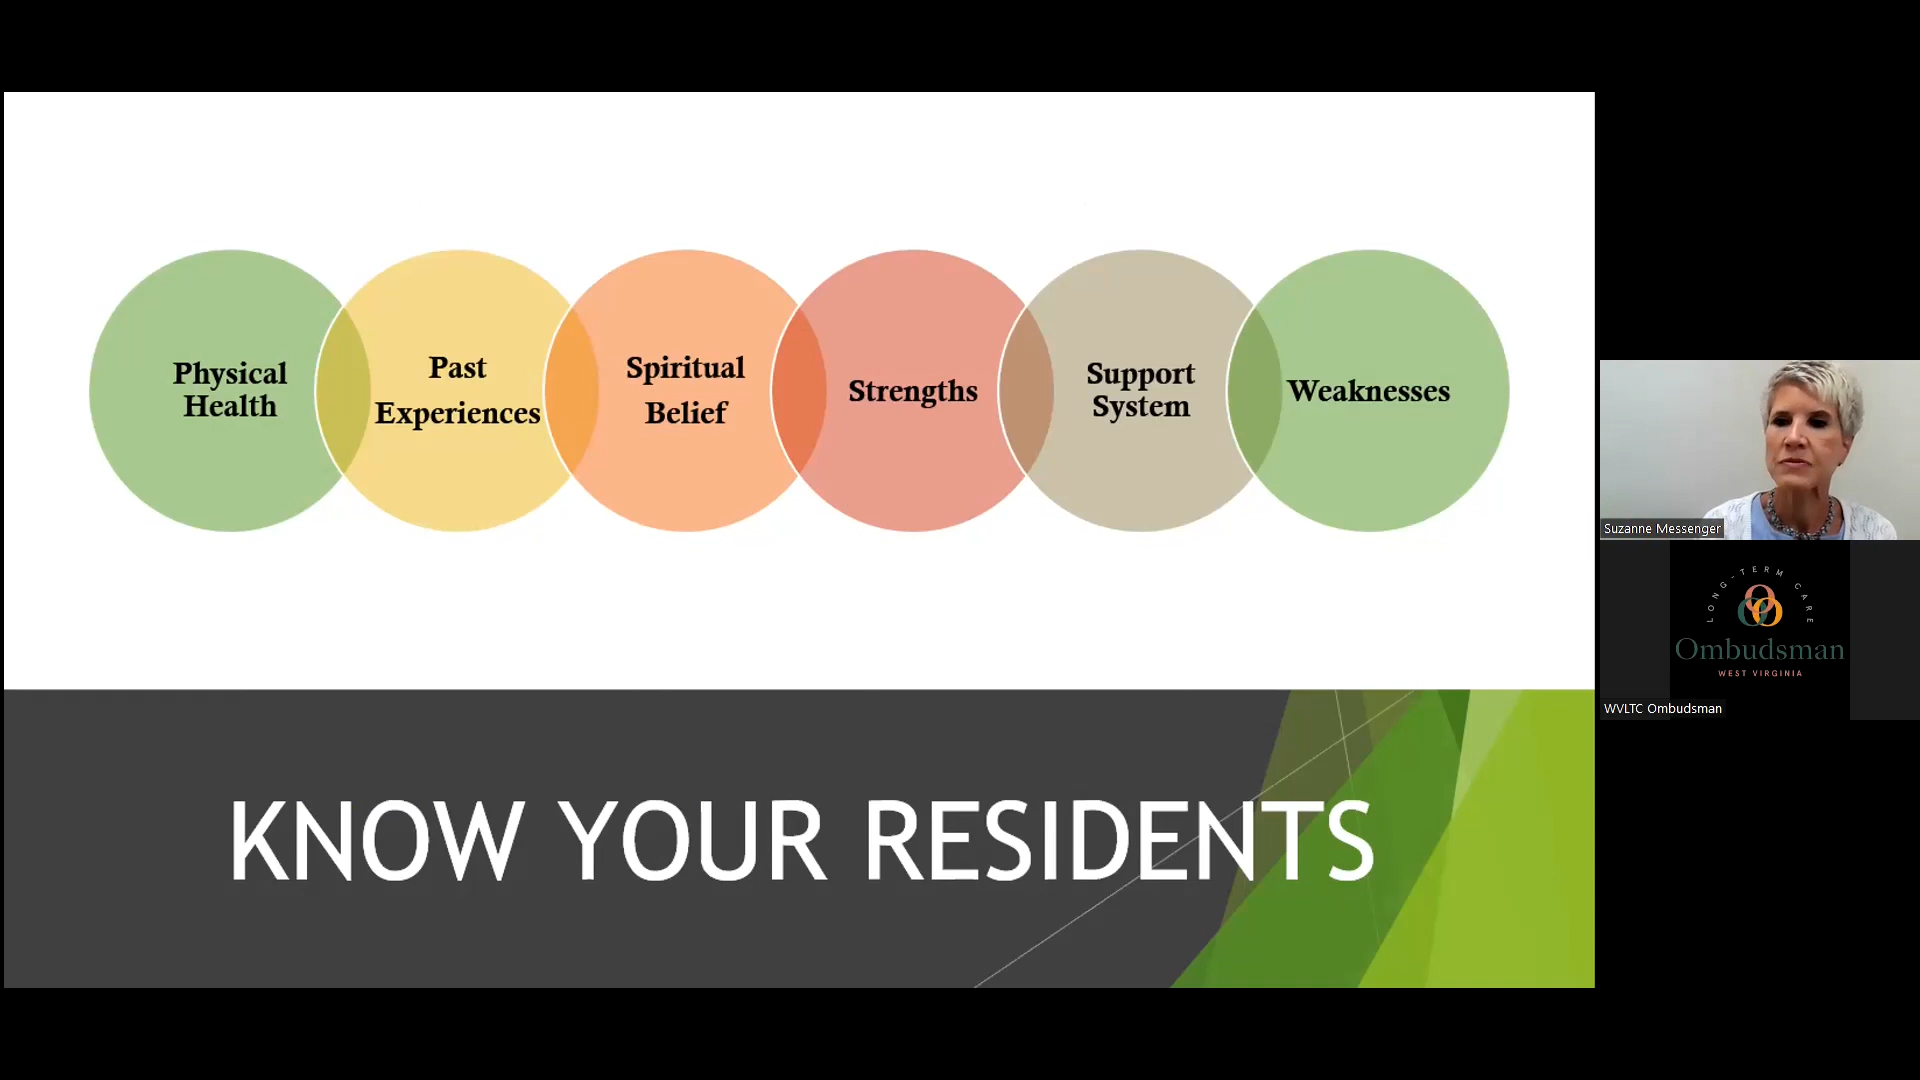 Physical
Health
Past
Experiences
Spiritual
Belief
Strengths
Support
System
Weaknesses
KNOW YOUR RESIDENTS
Suzanne Messenger
LONG-TERM CARE
Ombudsman
WEST VIRGINIA
WVLTC Ombudsman